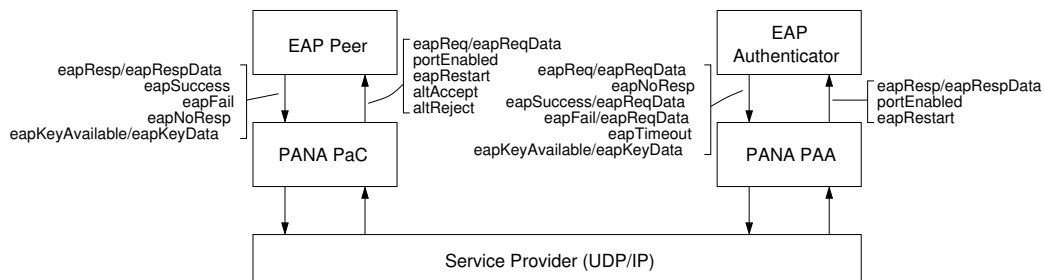 EAP Peer
EAP
Authenticator
eapResp/eapRespData
eapSuccess
eapFail
eapNoResp
eapKeyAvailable/eapKeyData
eapReq/eapReqData
portEnabled
eapRestart
altAccept
altReject
eapReq/eapReqData
eapNoResp
eapSuccess/eapReqData
eapFail/eapReqData
eapTimeout
eapKeyAvailable/eapKeyData
eapResp/eapRespData
portEnabled
eapRestart
PANA PaC
PANA PAA
Service Provider (UDP/IP)